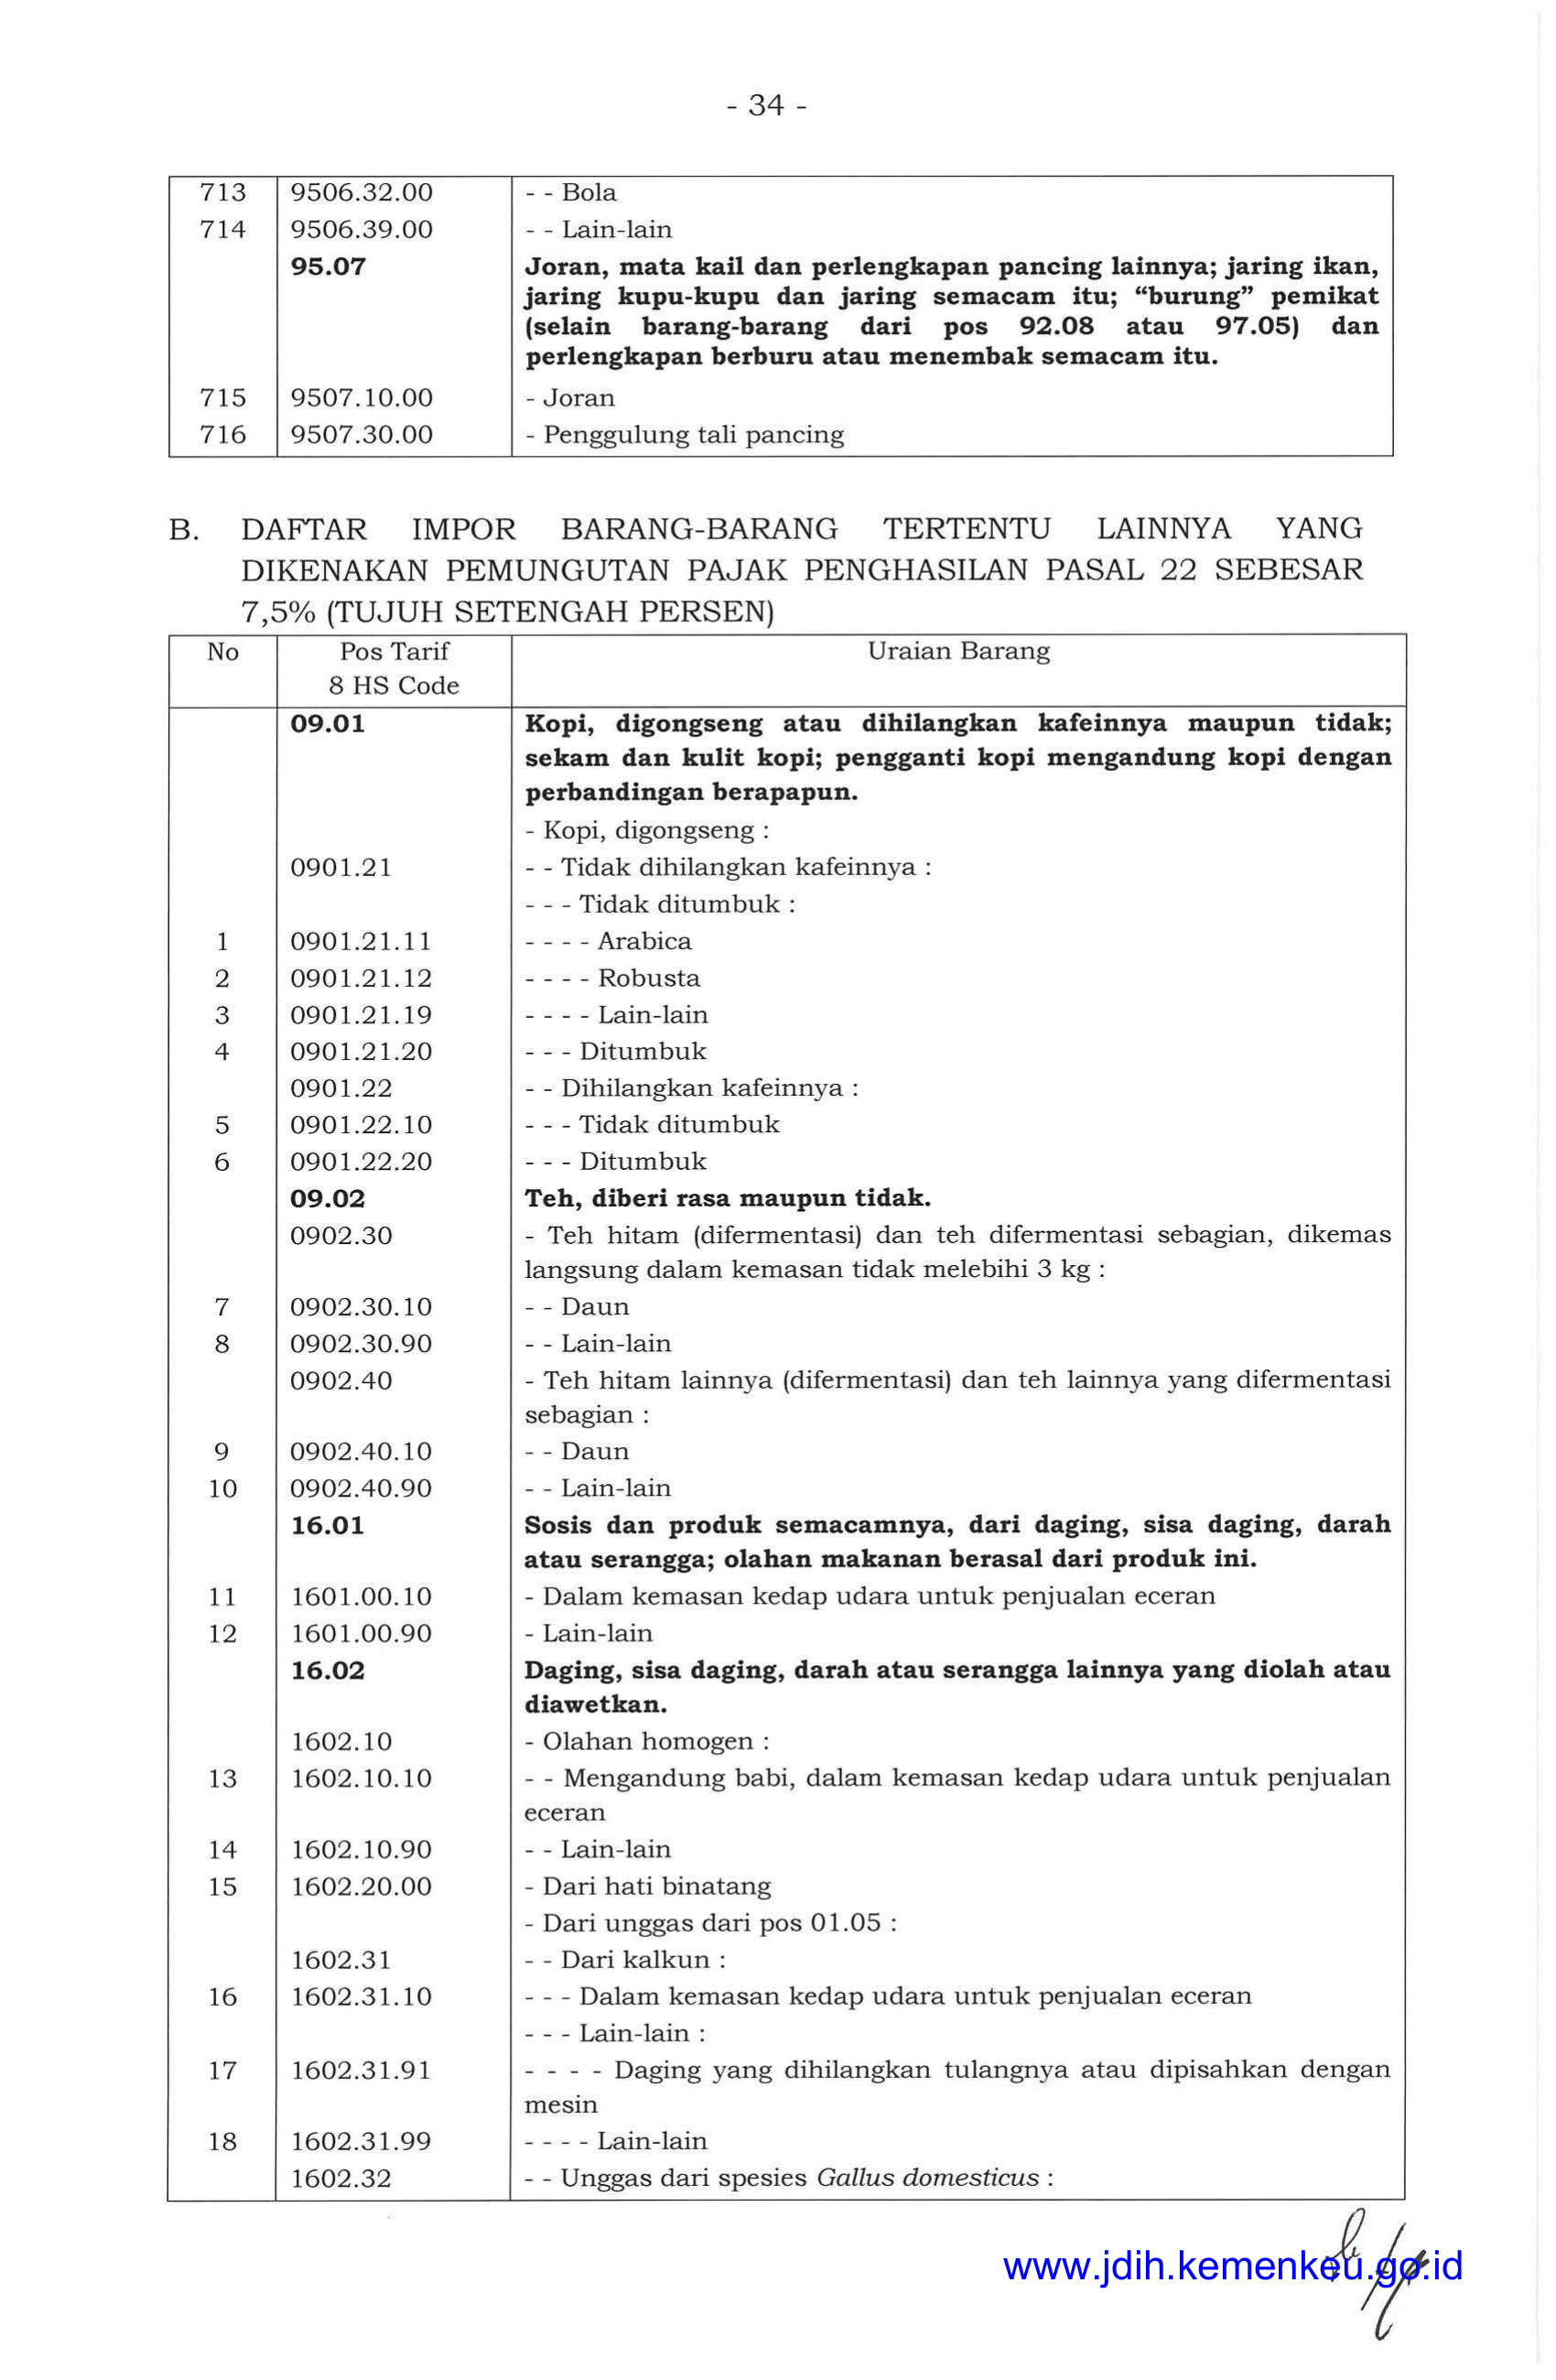 - 34 -
713 9506.32.00 - - Bola
714 9506.39.00 - - Lain-lain
95.07 Joran, mata kail dan perlengkapan pancing lainnya; jaring ikan,
jaring kupu-kupu dan jaring semacam itu; “burung” pemikat
(selain barang-barang dari pos 92.08 atau 97.05) dan
perlengkapan berburu atau menembak semacam itu.
715 9507.10.00 - Joran
716 9507.30.00 - Penggulung tali pancing
B. DAFTAR IMPOR BARANG-BARANG TERTENTU LAINNYA YANG
DIKENAKAN PEMUNGUTAN PAJAK PENGHASILAN PASAL 22 SEBESAR
7,5% (TUJUH SETENGAH PERSEN)
No Pos Tarif Uraian Barang
8 HS Code
09.01 Kopi, digongseng atau dihilangkan kafeinnya maupun tidak;
sekam dan kulit kopi; pengganti kopi mengandung kopi dengan
perbandingan berapapun.
- Kopi, digongseng :
0901.21 - - Tidak dihilangkan kafeinnya :
- - - Tidak ditumbuk :
1 0901.21.11 - - - - Arabica
2 0901.21.12 - - - - Robusta
3 0901.21.19 - - - - Lain-lain
4 0901.21.20 - - - Ditumbuk
0901.22 - - Dihilangkan kafeinnya :
5 0901.22.10 - - - Tidak ditumbuk
6 0901.22.20 - - - Ditumbuk
09.02 Teh, diberi rasa maupun tidak.
0902.30 - Teh hitam (difermentasi) dan teh difermentasi sebagian, dikemas
langsung dalam kemasan tidak melebihi 3 kg :
7 0902.30.10 - - Daun
8 0902.30.90 - - Lain-lain
0902.40 - Teh hitam lainnya (difermentasi) dan teh lainnya yang difermentasi
sebagian :
9 0902.40.10 - - Daun
10 0902.40.90 - - Lain-lain
16.01 Sosis dan produk semacamnya, dari daging, sisa daging, darah
atau serangga; olahan makanan berasal dari produk ini.
11 1601.00.10 - Dalam kemasan kedap udara untuk penjualan eceran
12 1601.00.90 - Lain-lain
16.02 Daging, sisa daging, darah atau serangga lainnya yang diolah atau
diawetkan.
1602.10 - Olahan homogen :
13 1602.10.10 - - Mengandung babi, dalam kemasan kedap udara untuk penjualan
eceran
14 1602.10.90 - - Lain-lain
15 1602.20.00 - Dari hati binatang
- Dari unggas dari pos 01.05 :
1602.31 - - Dari kalkun :
16 1602.31.10 - - - Dalam kemasan kedap udara untuk penjualan eceran
- - - Lain-lain :
17 1602.31.91 - - - - Daging yang dihilangkan tulangnya atau dipisahkan dengan
mesin
18 1602.31.99 - - - - Lain-lain
1602.32 - - Unggas dari spesies Gallus domesticus :
www.jdih.kemenkeu.go.id